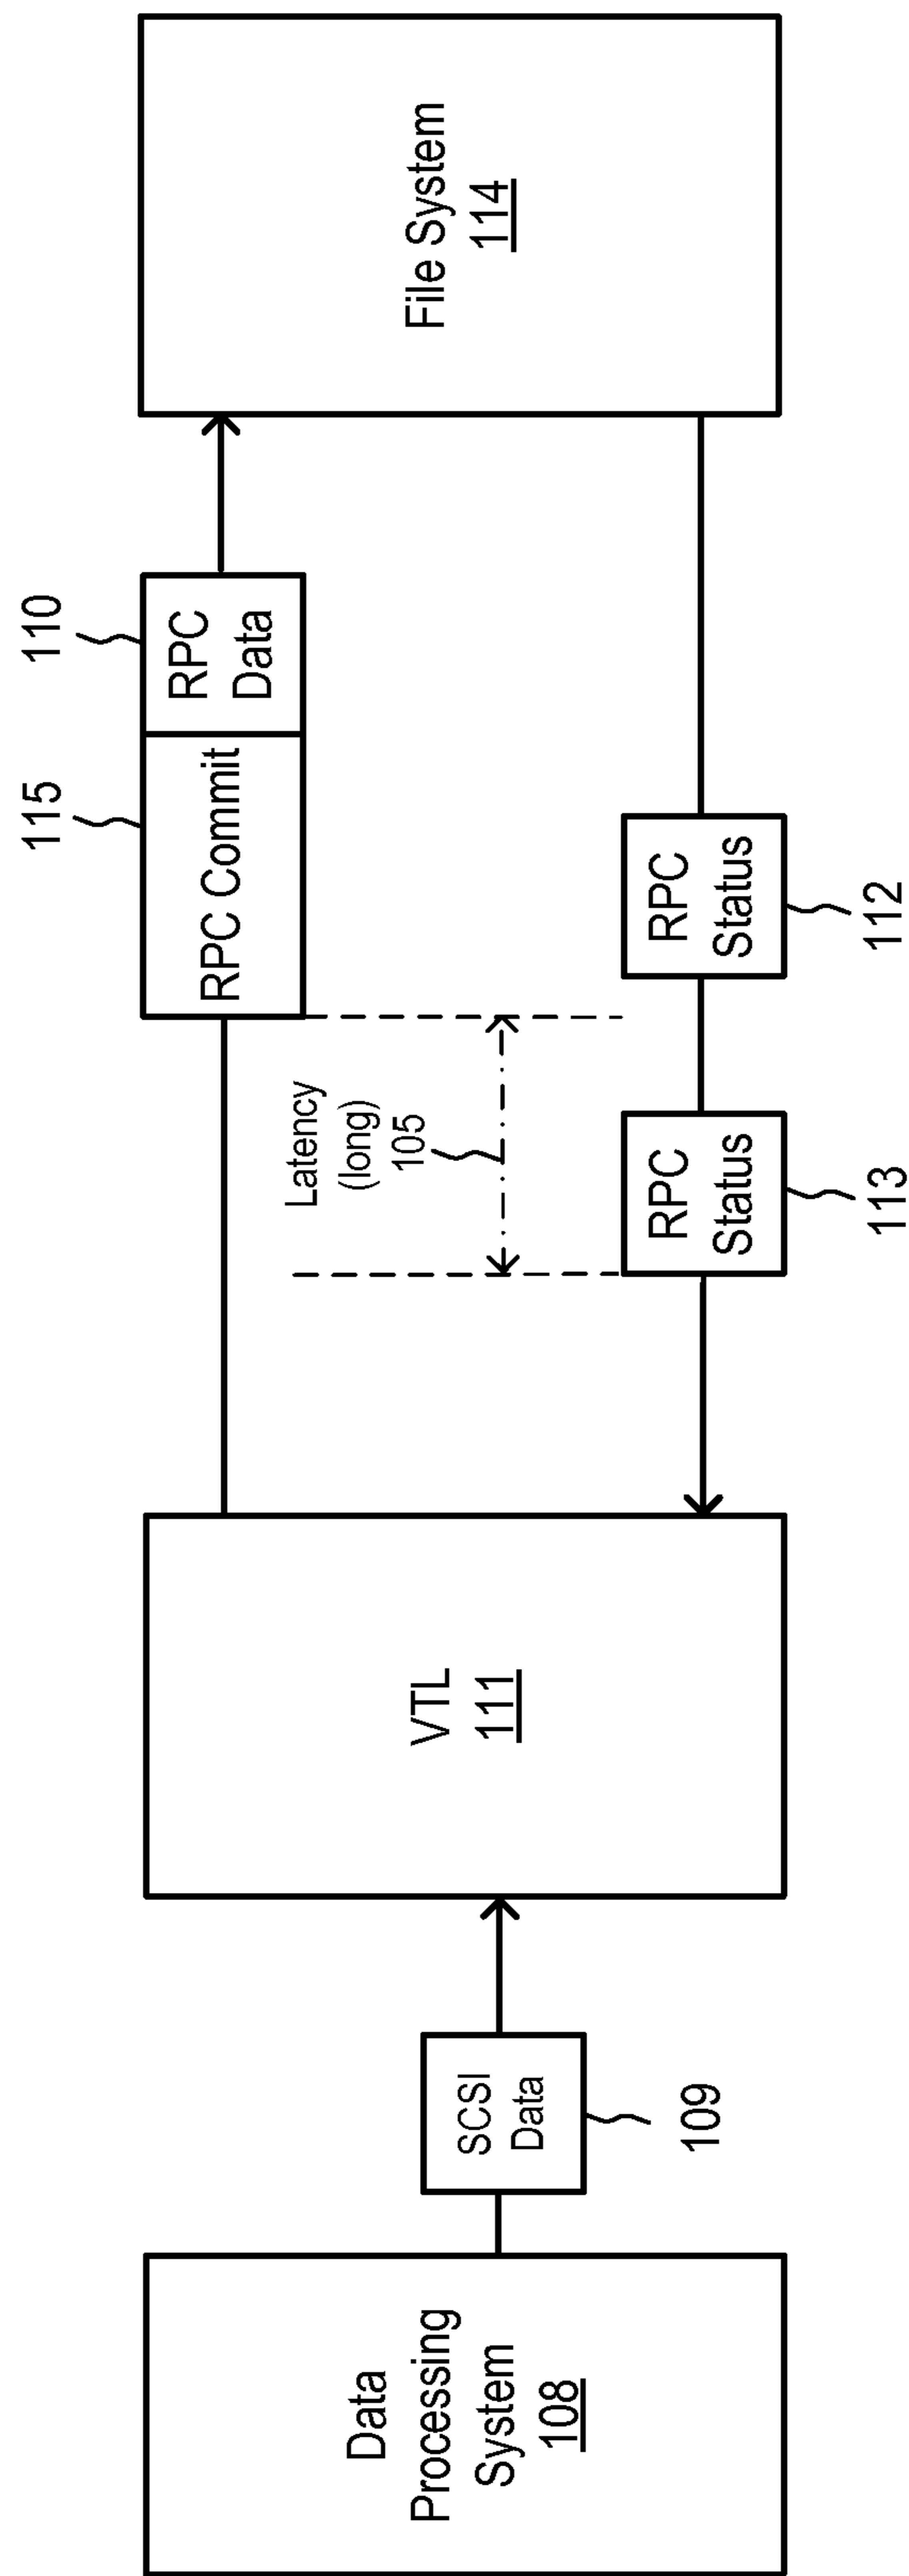 Data
Processing
System
108
SCSI
Data
109
VTL
111
115
110
RPC Commit
RPC
Data
Latency
(long)
105
RPC
Status
113
RPC
Status
112
File System
114